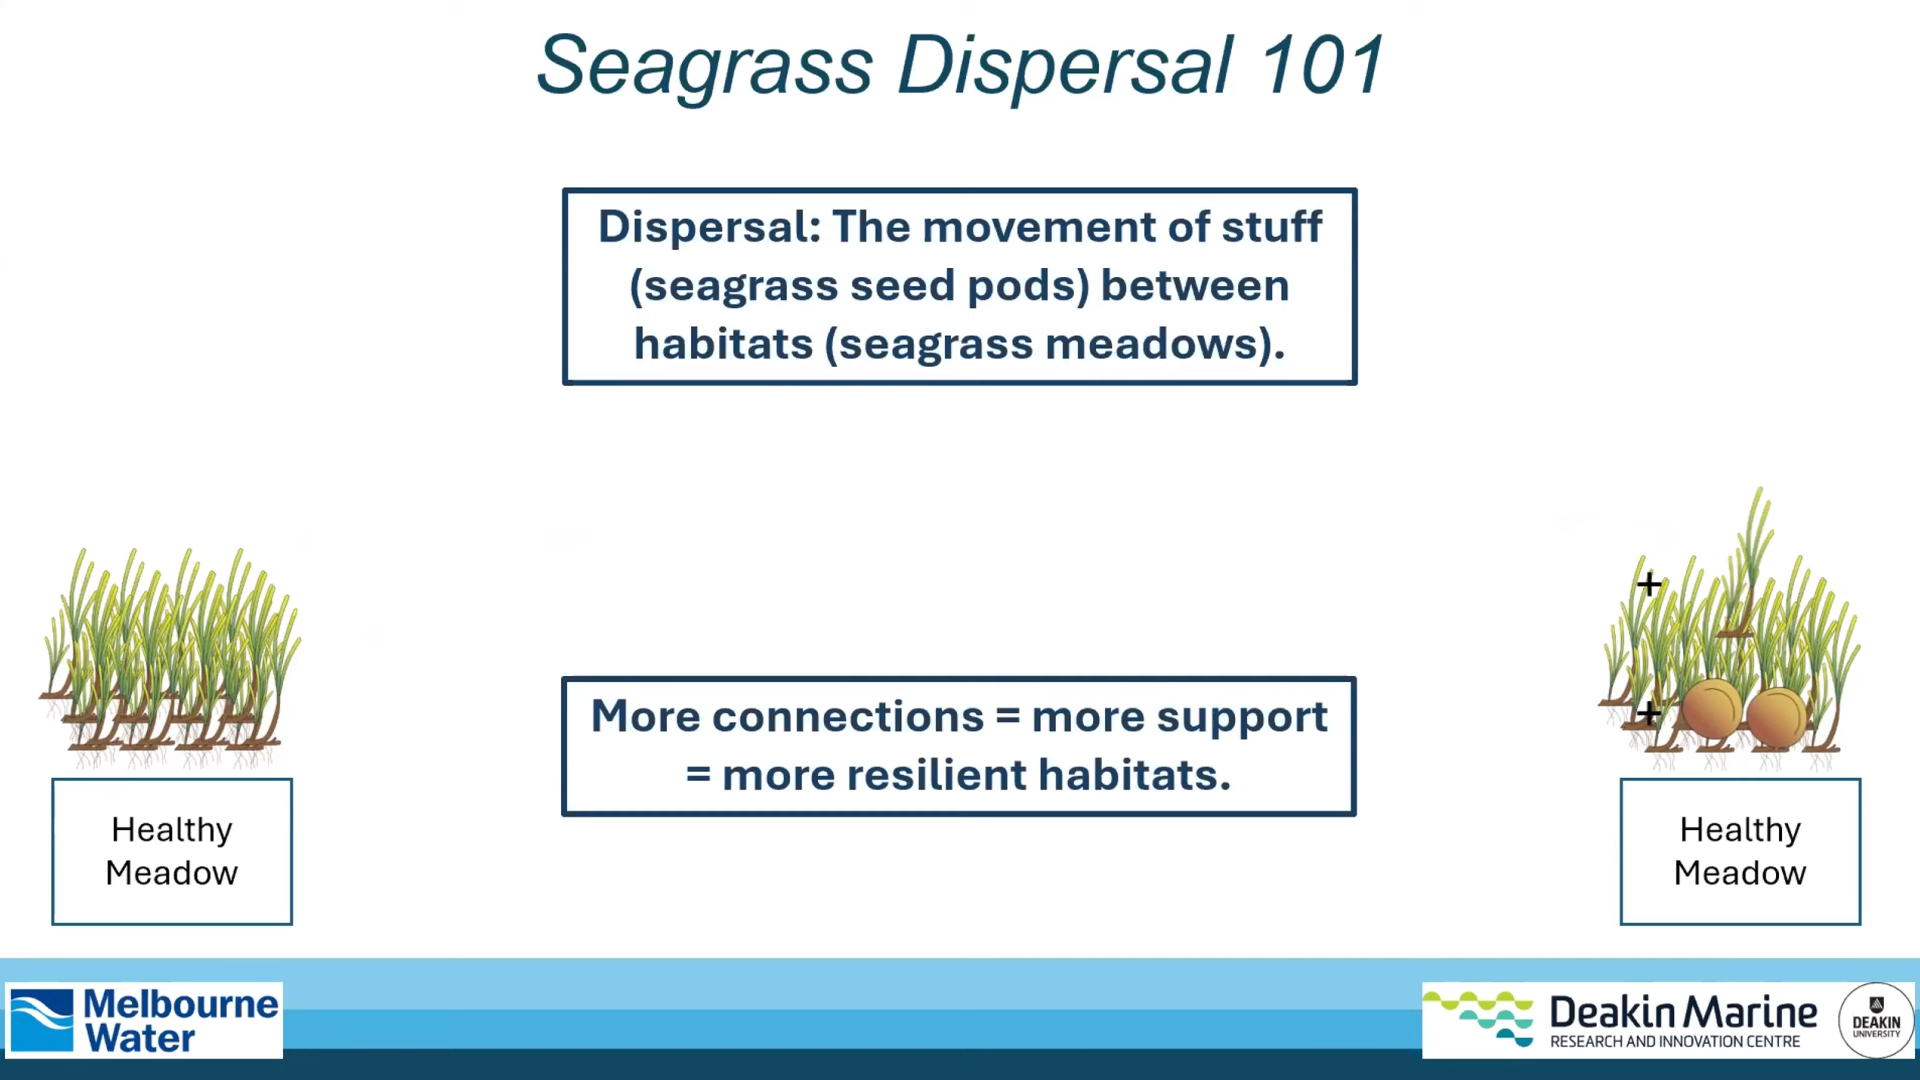 Seagrass Dispersal 101
Dispersal: The movement of stuff
(seagrass seed pods) between
habitats (seagrass meadows).
+
+
More connections = more support
= more resilient habitats.
Healthy
Meadow
Healthy
Meadow
Melbourne
Water
Deakin Marine
RESEARCH AND INNOVATION CENTRE
DEAKIN
UNIVERSITY